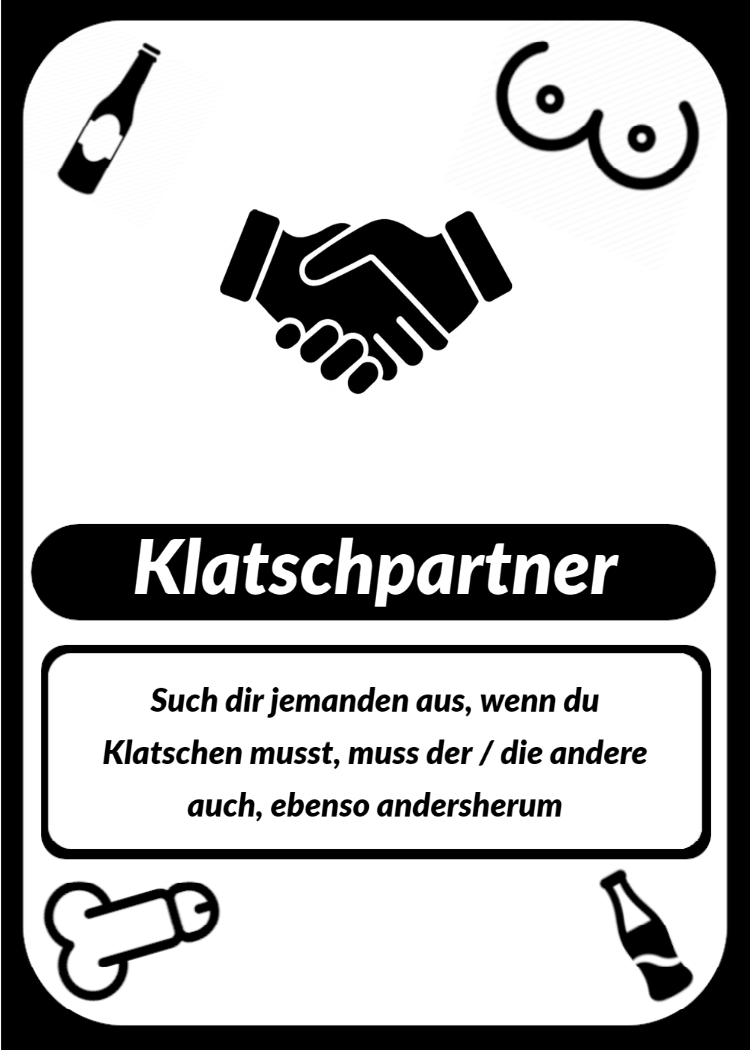 Klatschpartner
Such dir jemanden aus, wenn du
Klatschen musst, muss der / die andere
auch, ebenso andersherum